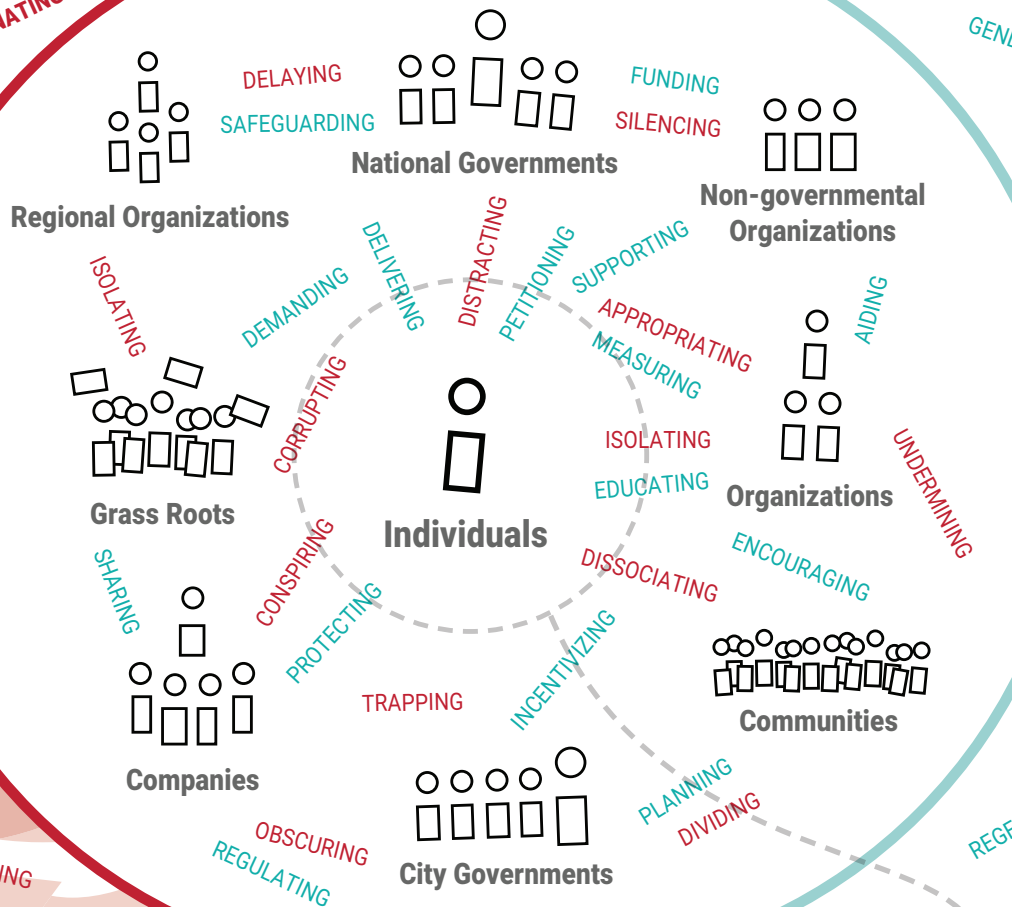 DELAYING
SAFEGUARDING
FUNDING
SILENCING
National Governments
Regional Organizations
Non-governmental
Organizations
ISOLATING
DEMANDING
DELIVERING
DISTRACTING
PETITIONING
SUPPORTING
APPROPRIATING
MEASURING
AIDING
CORRUPTING
ISOLATING
EDUCATING
Organizations
UNDERMINING
Grass Roots
Individuals
SHARING
CONSPIRING
PROTECTING
DISSOCIATING
ENCOURAGING
INCENTIVIZING
TRAPPING
Communities
Companies
PLANNING
DIVIDING
OBSCURING
REGULATING
City Governments